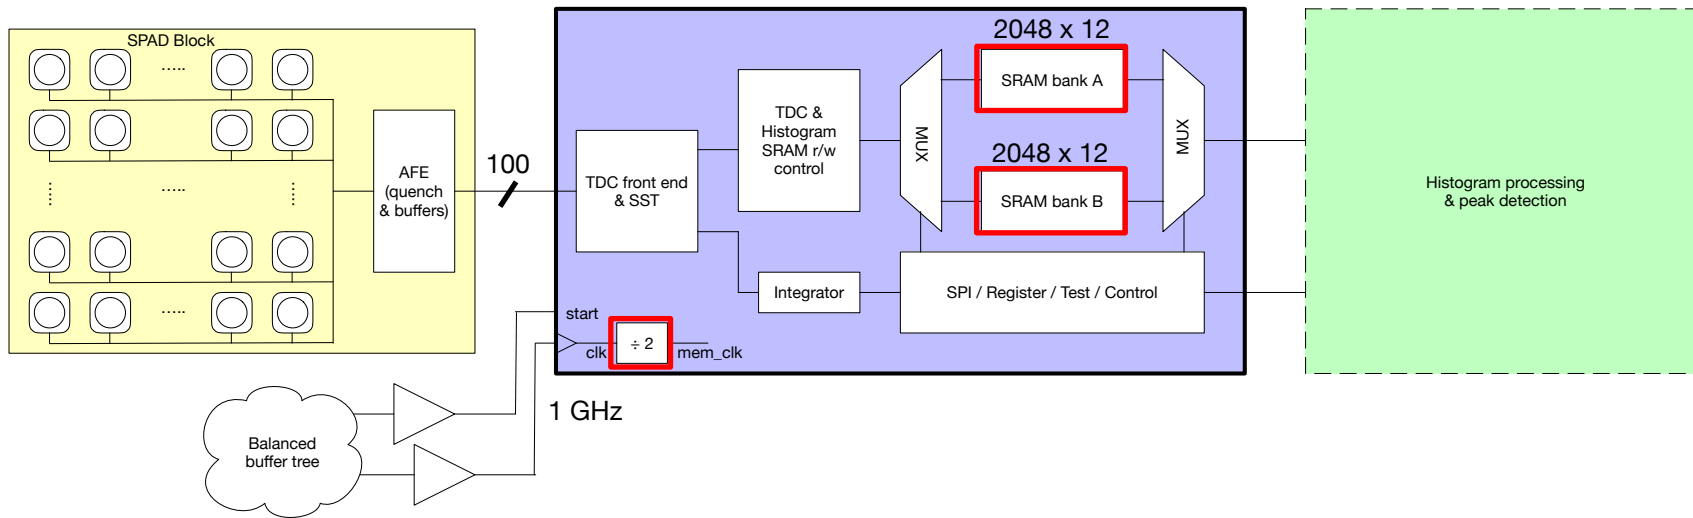 SPAD Block
.....
.....
.....
.....
.....
.....
.....
AFE
(quench
& buffers)
100
TDC front end
& SST
TDC &
Histogram
SRAM r/w
control
Integrator
MUX
2048 x 12
SRAM bank A
2048 x 12
SRAM bank B
MUX
SPI / Register / Test / Control
start
clk
÷ 2
mem_clk
1 GHz
Balanced
buffer tree
Histogram processing
& peak detection